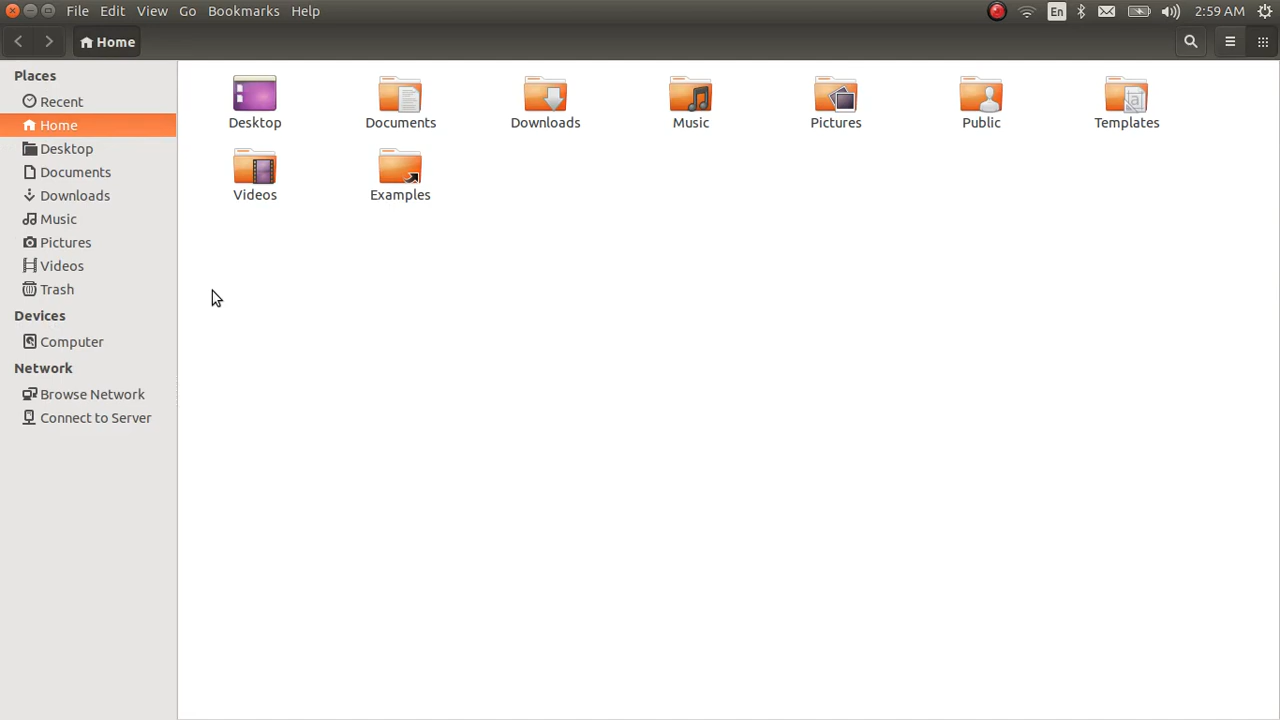 File Edit View Go Bookmarks Help En 2:59 AM
Home
Places
Recent
Home
Desktop
Documents
Downloads
Music
Pictures
Videos
Trash
Devices
Computer
Network
Browse Network
Connect to Server
Desktop Documents Downloads Music Pictures Public Templates
Videos Examples